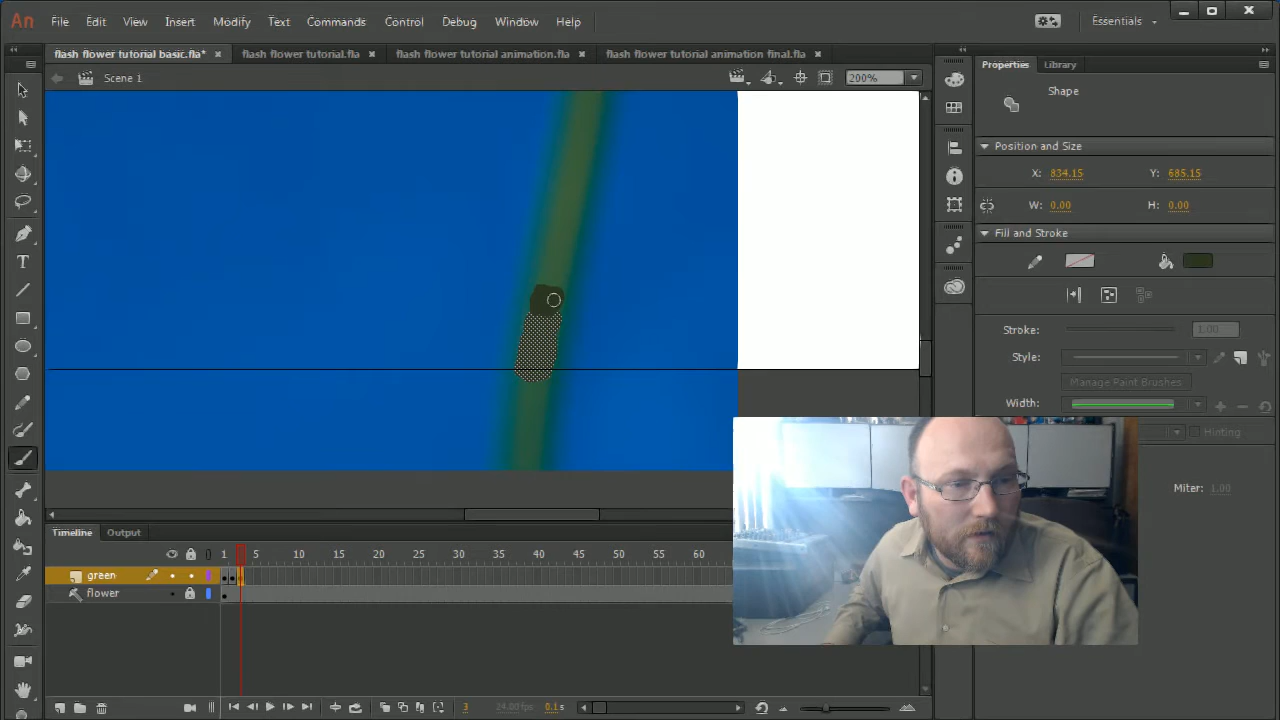 An File Edit View Insert Modify Text Commands Control Debug Window Help Essentials
flash flower tutorial basic.fla* × flash flower tutorial.fla × flash flower tutorial animation.fla × flash flower tutorial animation final.fla ×
Scene 1 200%
Properties Library
Shape
Position and Size
X: 834.15 Y: 685.15
W: 0.00 H: 0.00
Fill and Stroke
Stroke: 1.00
Style:
Manage Paint Brushes
Width:
Hinting
Miter: 1.00
Timeline Output
1 5 10 15 20 25 30 35 40 45 50 55 60
green
flower
3 24.00 fps 0.1s